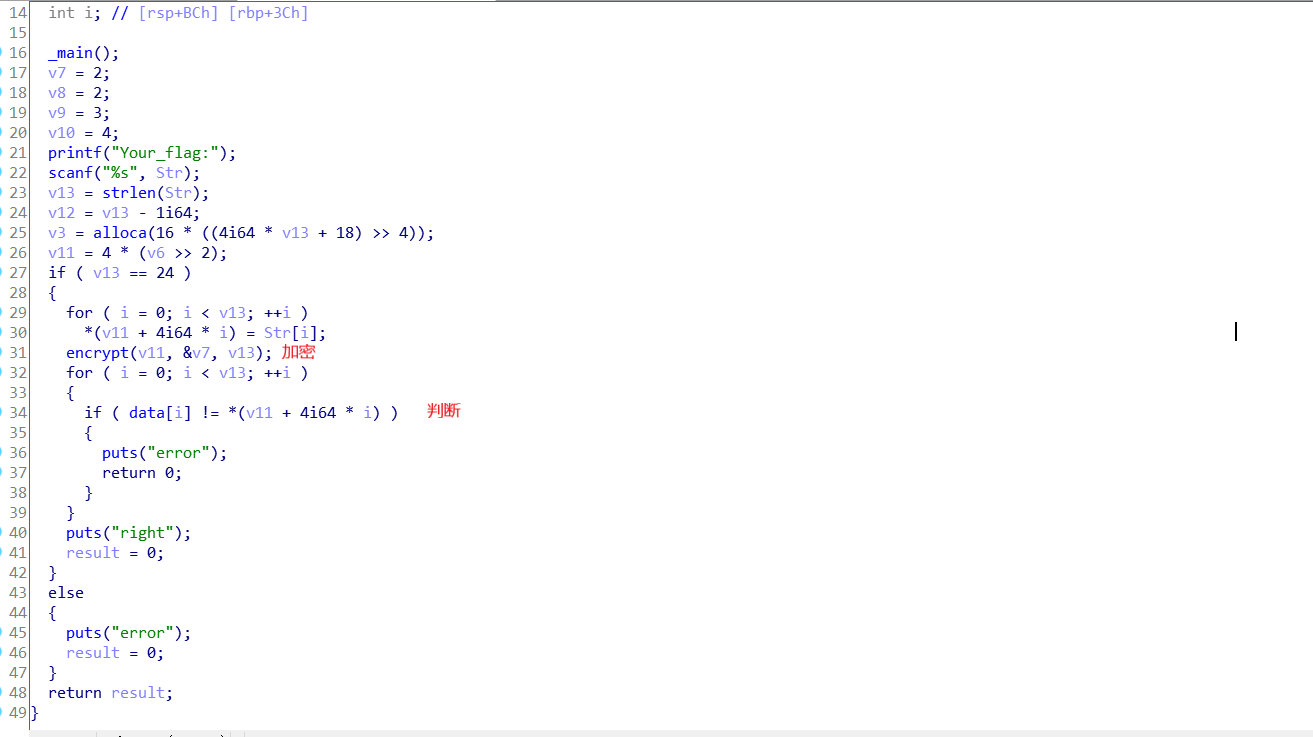 14 int i; // [rsp+BCh] [rbp+3Ch]
15
16 _main();
17 v7 = 2;
18 v8 = 2;
19 v9 = 3;
20 v10 = 4;
21 printf("Your_flag:");
22 scanf("%s", Str);
23 v13 = strlen(Str);
24 v12 = v13 - 1i64;
25 v3 = alloca(16 * ((4i64 * v13 + 18) >> 4));
26 v11 = 4 * (v6 >> 2);
27 if ( v13 == 24 )
28 {
29 for ( i = 0; i < v13; ++i )
30 *(v11 + 4i64 * i) = Str[i];
31 encrypt(v11, &v7, v13); 加密
32 for ( i = 0; i < v13; ++i )
33 {
34 if ( data[i] != *(v11 + 4i64 * i) ) 判断
35 {
36 puts("error");
37 return 0;
38 }
39 }
40 puts("right");
41 result = 0;
42 }
43 else
44 {
45 puts("error");
46 result = 0;
47 }
48 return result;
49 }